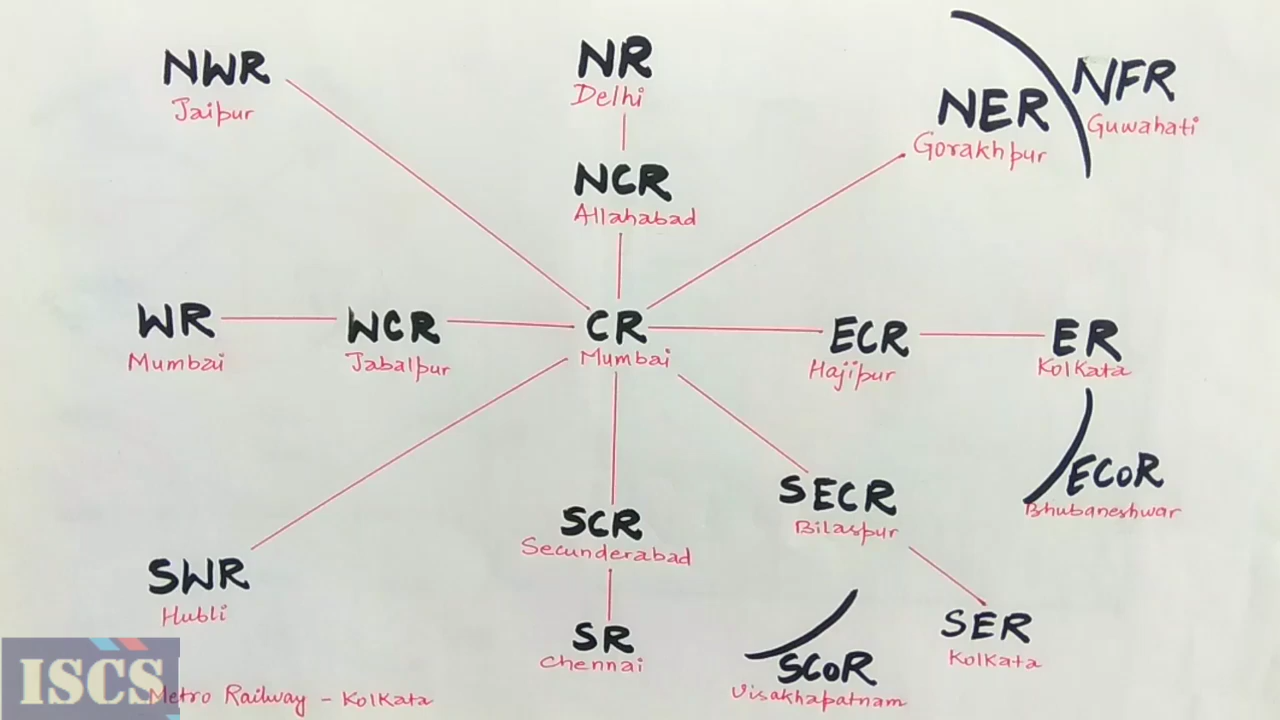 NWR
Jaipur
NR
Delhi
NER
Gorakhpur
NFR
Guwahati
NCR
Allahabad
WR
Mumbai
WCR
Jabalpur
CR
Mumbai
ECR
Hajipur
ER
Kolkata
ECoR
Bhubaneshwar
SECR
Bilaspur
SCR
Secunderabad
SWR
Hubli
SR
Chennai
SCoR
Visakhapatnam
SER
Kolkata
ISCS
Metro Railway - Kolkata